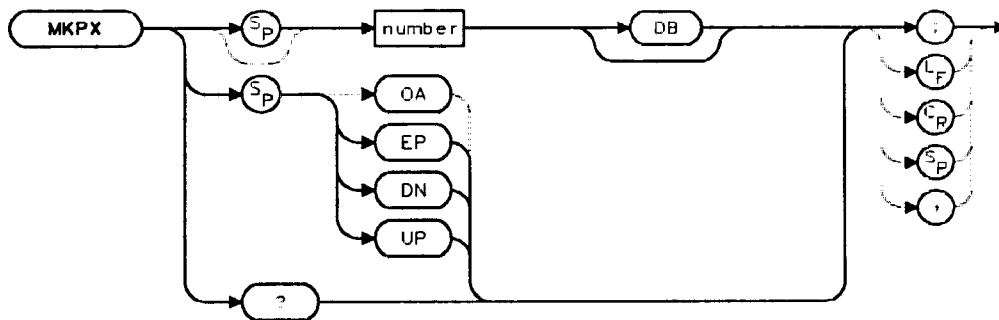 MKPX SP number DB ;
LF
SP OA CR
EP SP
DN ,
UP
?